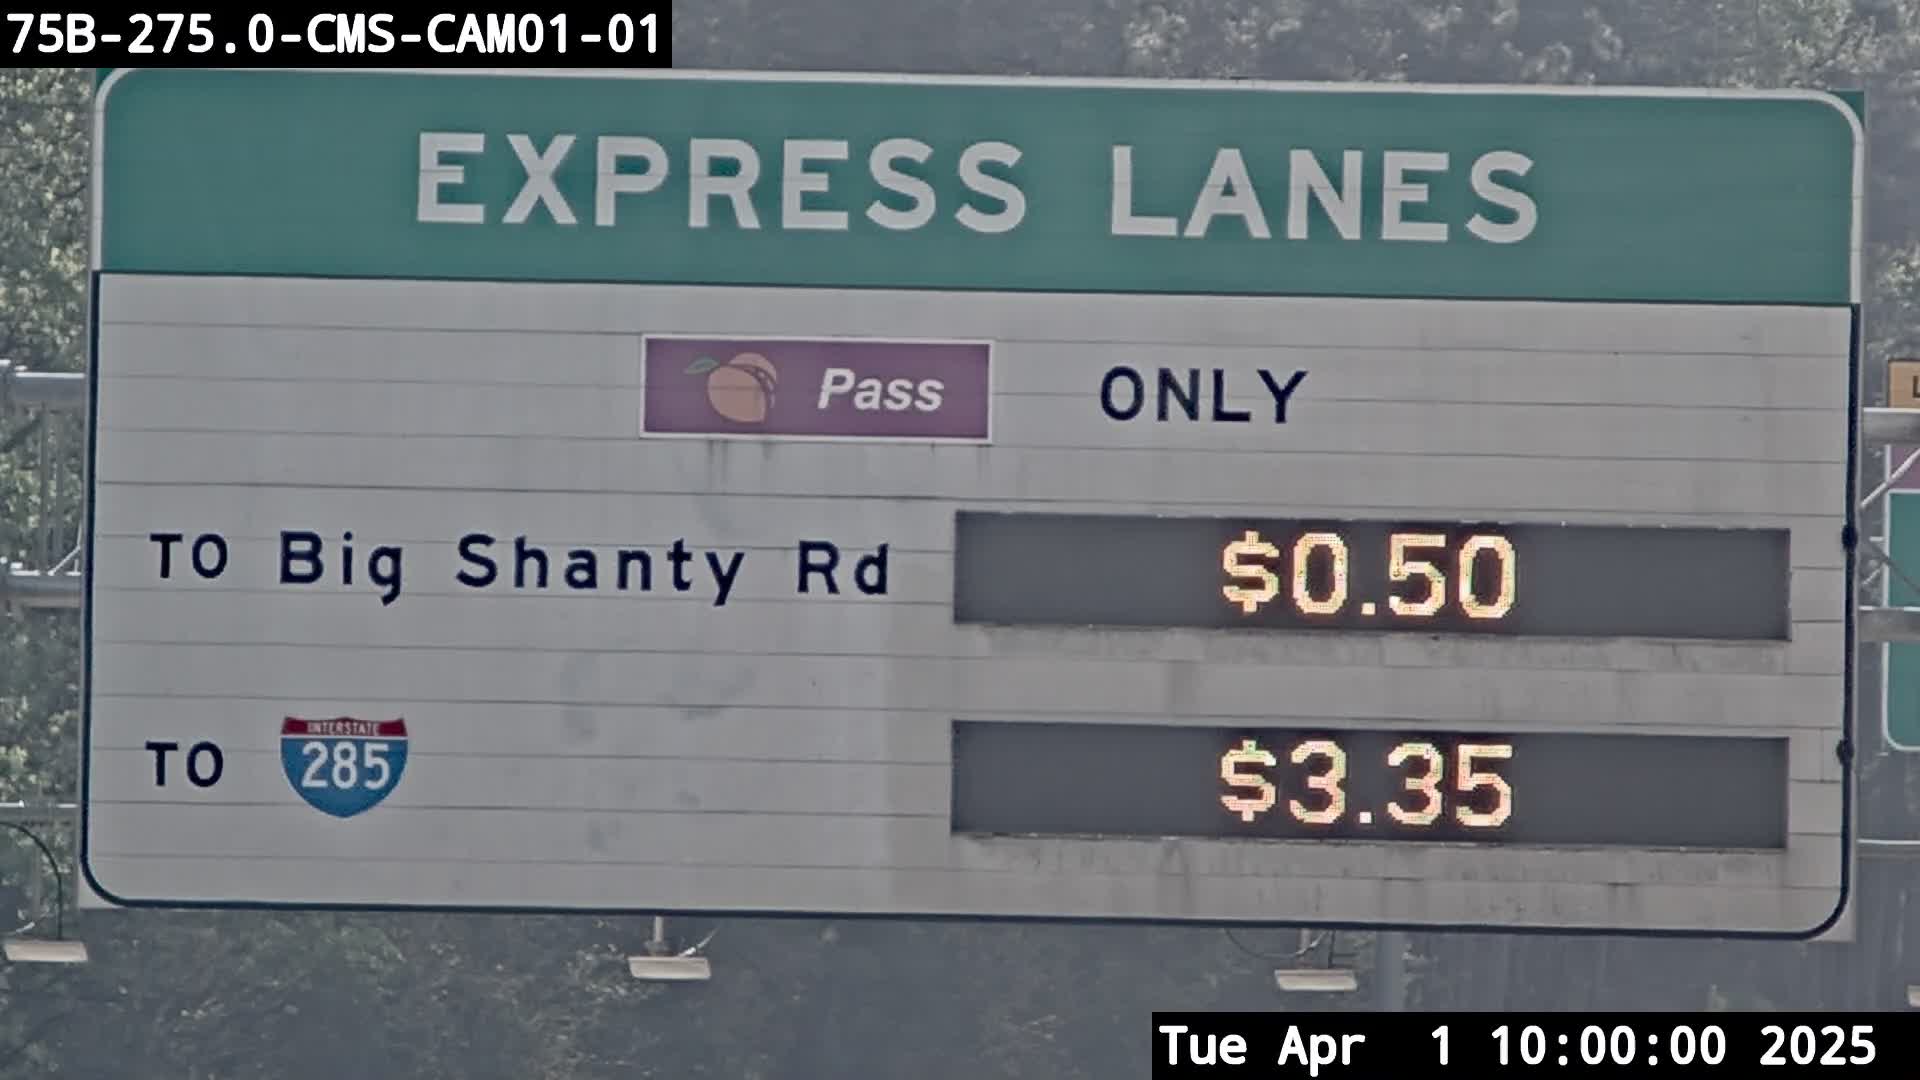 75B-275.0-CMS-CAM01-01
EXPRESS LANES
Pass ONLY
TO Big Shanty Rd $0.50
INTERSTATE
TO 285 $3.35
Tue Apr 1 10:00:00 2025